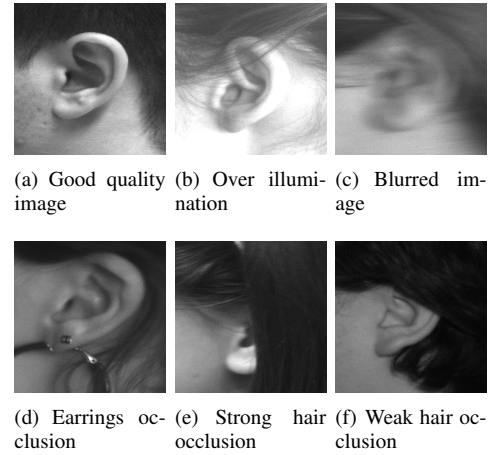 (a) Good quality
image
(b) Over illumi-
nation
(c) Blurred im-
age
(d) Earrings oc-
clusion
(e) Strong hair
occlusion
(f) Weak hair oc-
clusion